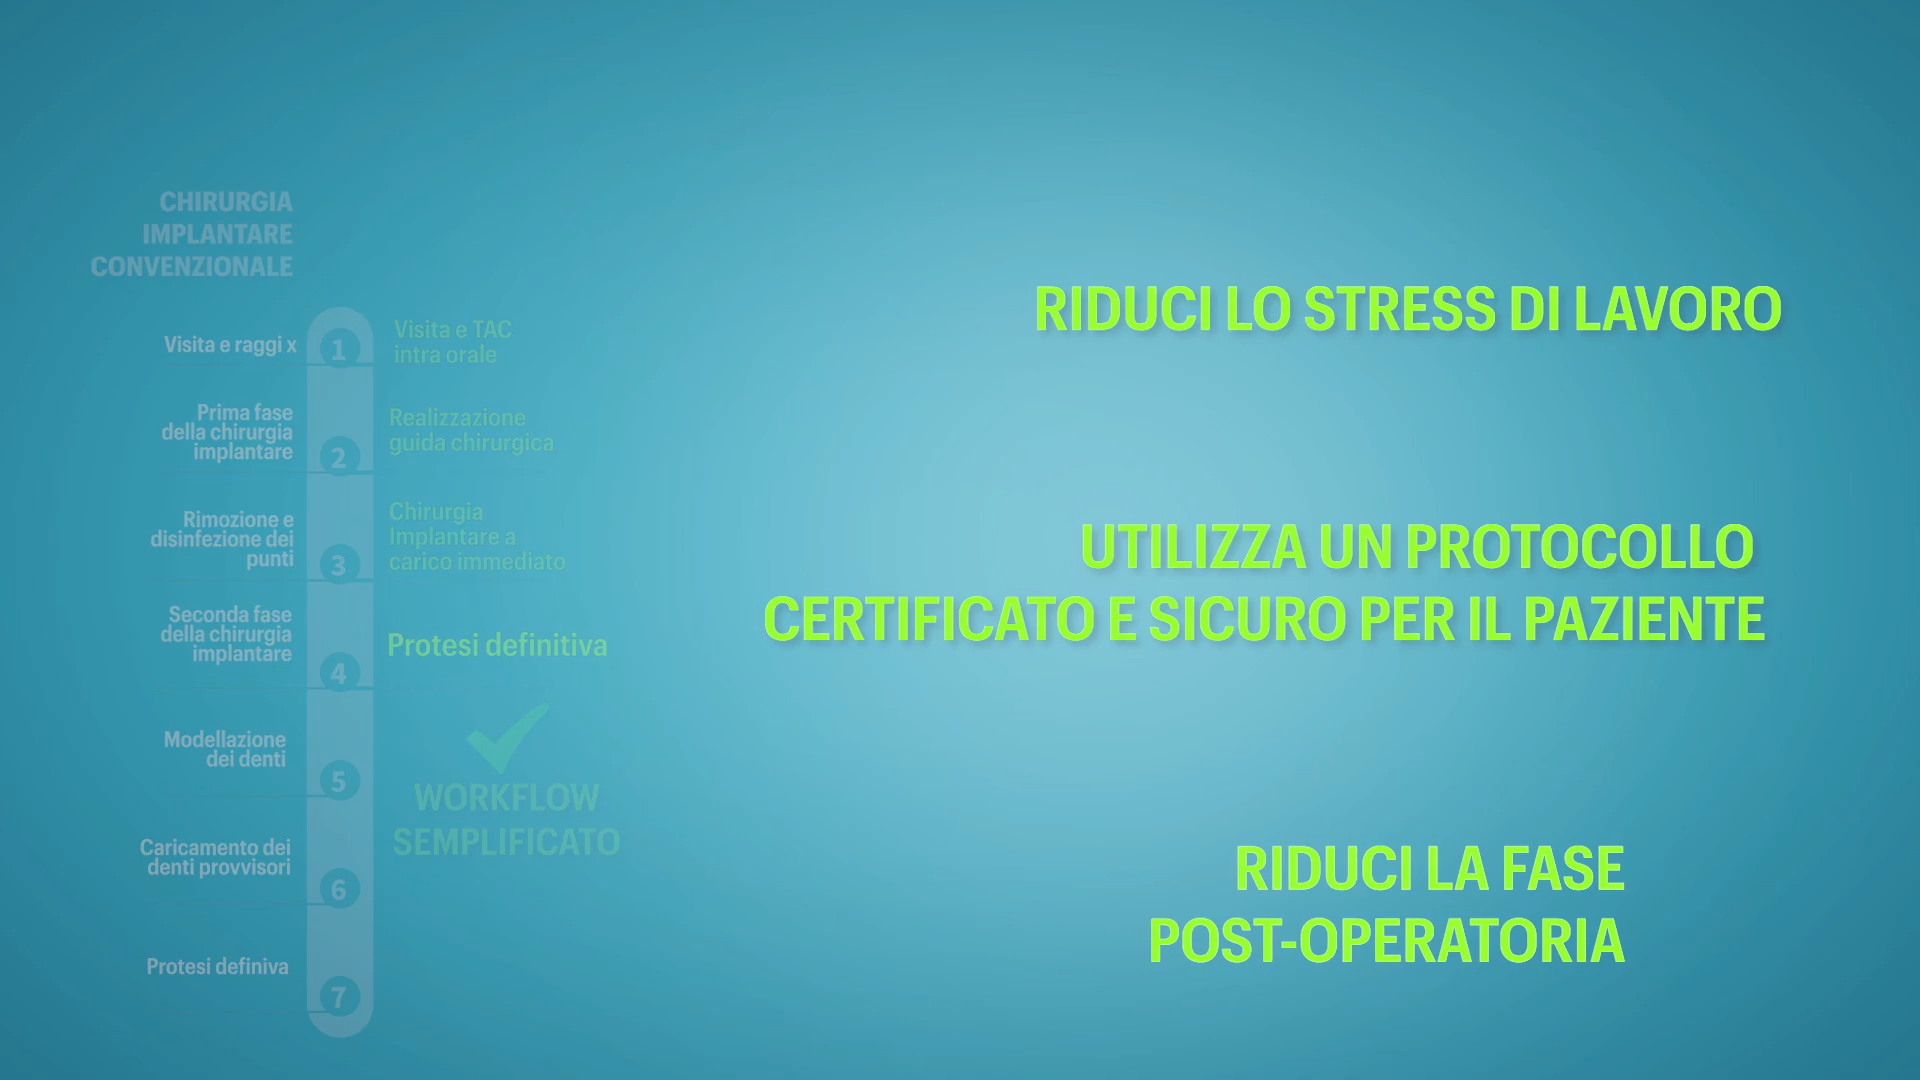 CHIRURGIA
IMPLANTARE
CONVENZIONALE
Visita e raggi x
1
Visita e TAC
intra orale
Prima fase
della chirurgia
implantare
2
Realizzazione
guida chirurgica
Rimozione e
disinfezione dei
punti
3
Chirurgia
Implantare a
carico immediato
Seconda fase
della chirurgia
implantare
4
Protesi definitiva
Modellazione
dei denti
5
WORKFLOW
SEMPLIFICATO
Caricamento dei
denti provvisori
6
Protesi definiva
7
RIDUCI LO STRESS DI LAVORO
UTILIZZA UN PROTOCOLLO
CERTIFICATO E SICURO PER IL PAZIENTE
RIDUCI LA FASE
POST-OPERATORIA